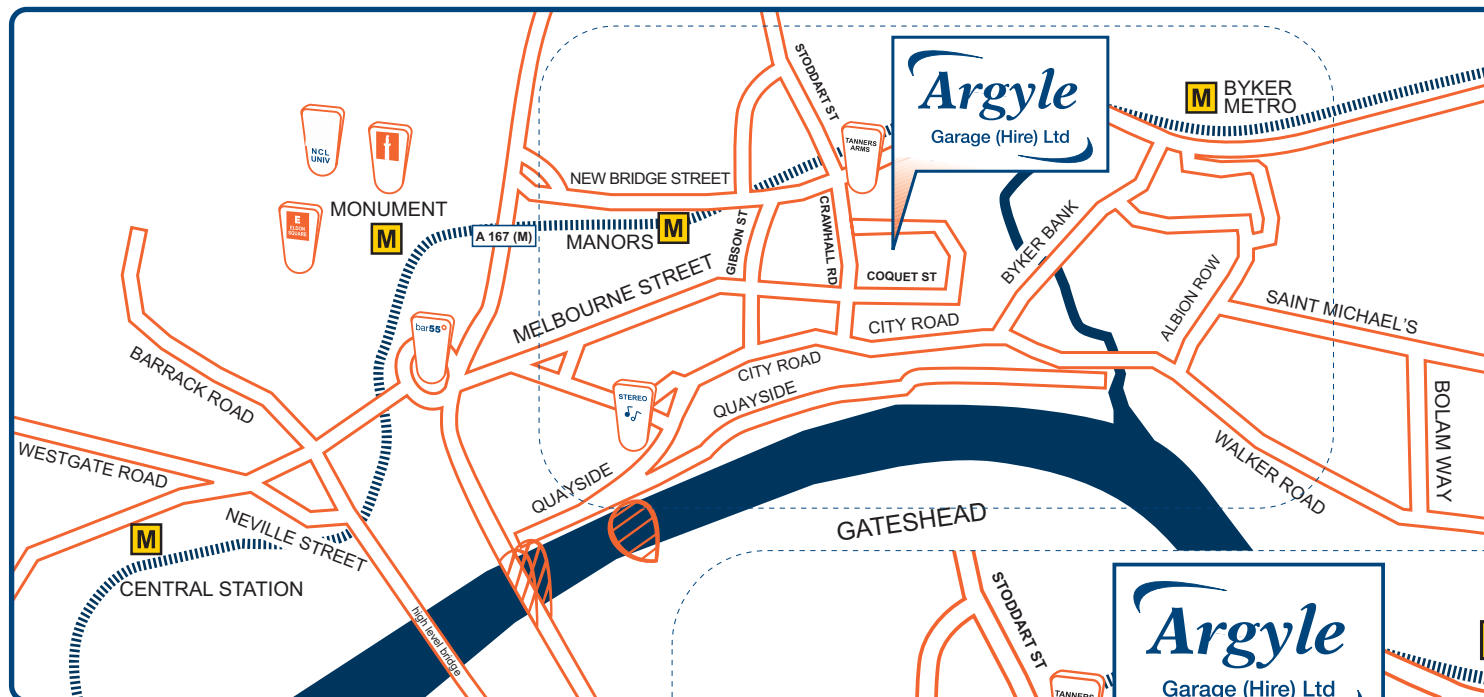 STODDART ST
Argyle
Garage (Hire) Ltd
M
BYKER
METRO
NCL
UNIV
TANNERS
ARMS
NEW BRIDGE STREET
E
ELDON
SQUARE
MONUMENT
M
A 167 (M)
MANORS
M
GIBSON ST
CRAWHALL RD
COQUET ST
BYKER BANK
MELBOURNE STREET
ALBION ROW
SAINT MICHAEL'S
bar55°
CITY ROAD
CITY ROAD
BARRACK ROAD
STEREO
QUAYSIDE
BOLAM WAY
WESTGATE ROAD
QUAYSIDE
WALKER ROAD
NEVILLE STREET
GATESHEAD
M
CENTRAL STATION
high level bridge
STODDART ST
Argyle
Garage (Hire) Ltd
TANNERS